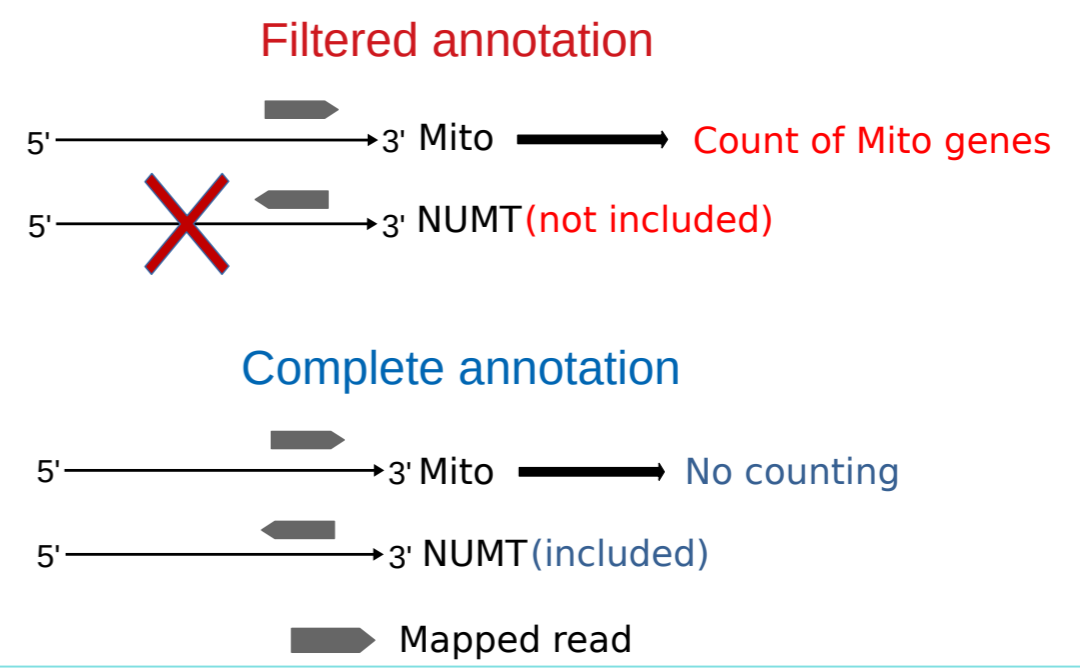 Filtered annotation
5' 3' Mito Count of Mito genes
5' 3' NUMT(not included)
Complete annotation
5' 3' Mito No counting
5' 3' NUMT(included)
Mapped read